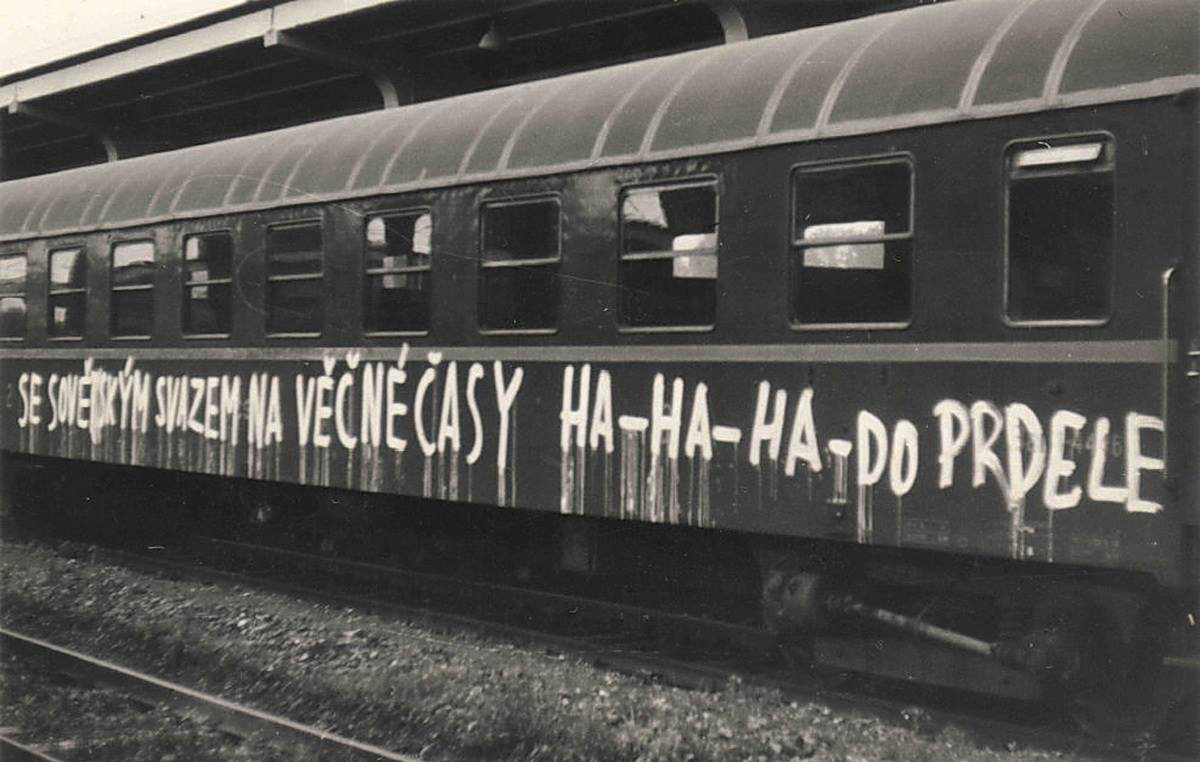 SE SOVĚTSKÝM SVAZEM NA VĚČNÉ ČASY HA-HA-HA-DO PRDELE